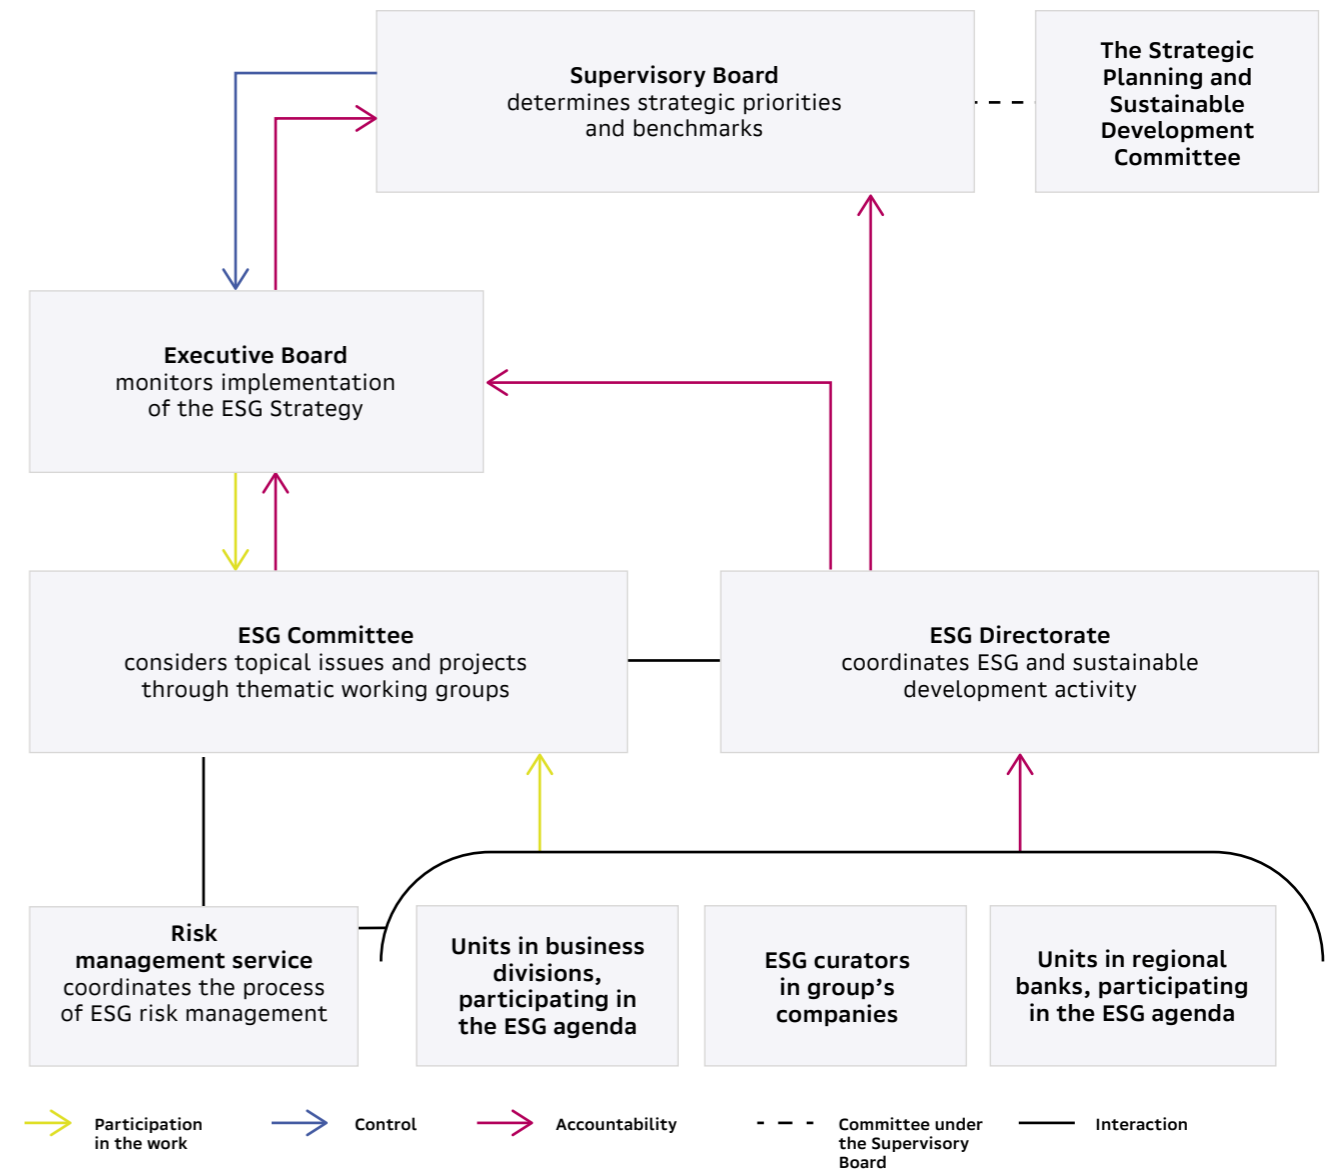 Supervisory Board
determines strategic priorities
and benchmarks
The Strategic
Planning and
Sustainable
Development
Committee
Executive Board
monitors implementation
of the ESG Strategy
ESG Committee
considers topical issues and projects
through thematic working groups
ESG Directorate
coordinates ESG and sustainable
development activity
Risk
management service
coordinates the process
of ESG risk management
Units in business
divisions,
participating in
the ESG agenda
ESG curators
in group’s
companies
Units in regional
banks, participating
in the ESG agenda
Participation
in the work
Control
Accountability
Committee under
the Supervisory
Board
Interaction